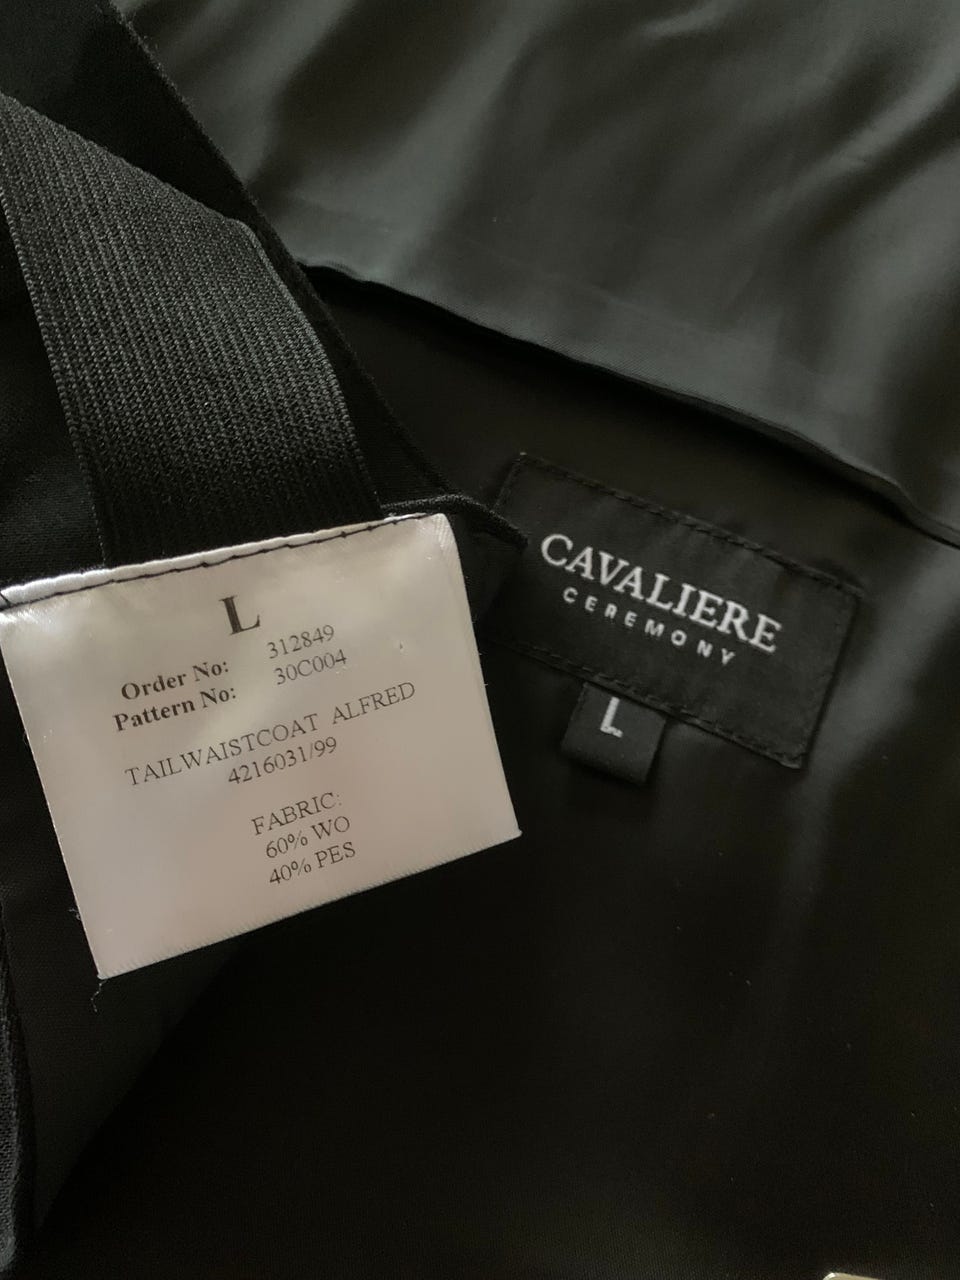 L
Order No: 312849
Pattern No: 30C004
TAILWAISTCOAT ALFRED
4216031/99
FABRIC:
60% WO
40% PES
CAVALIERE
CEREMONY
L